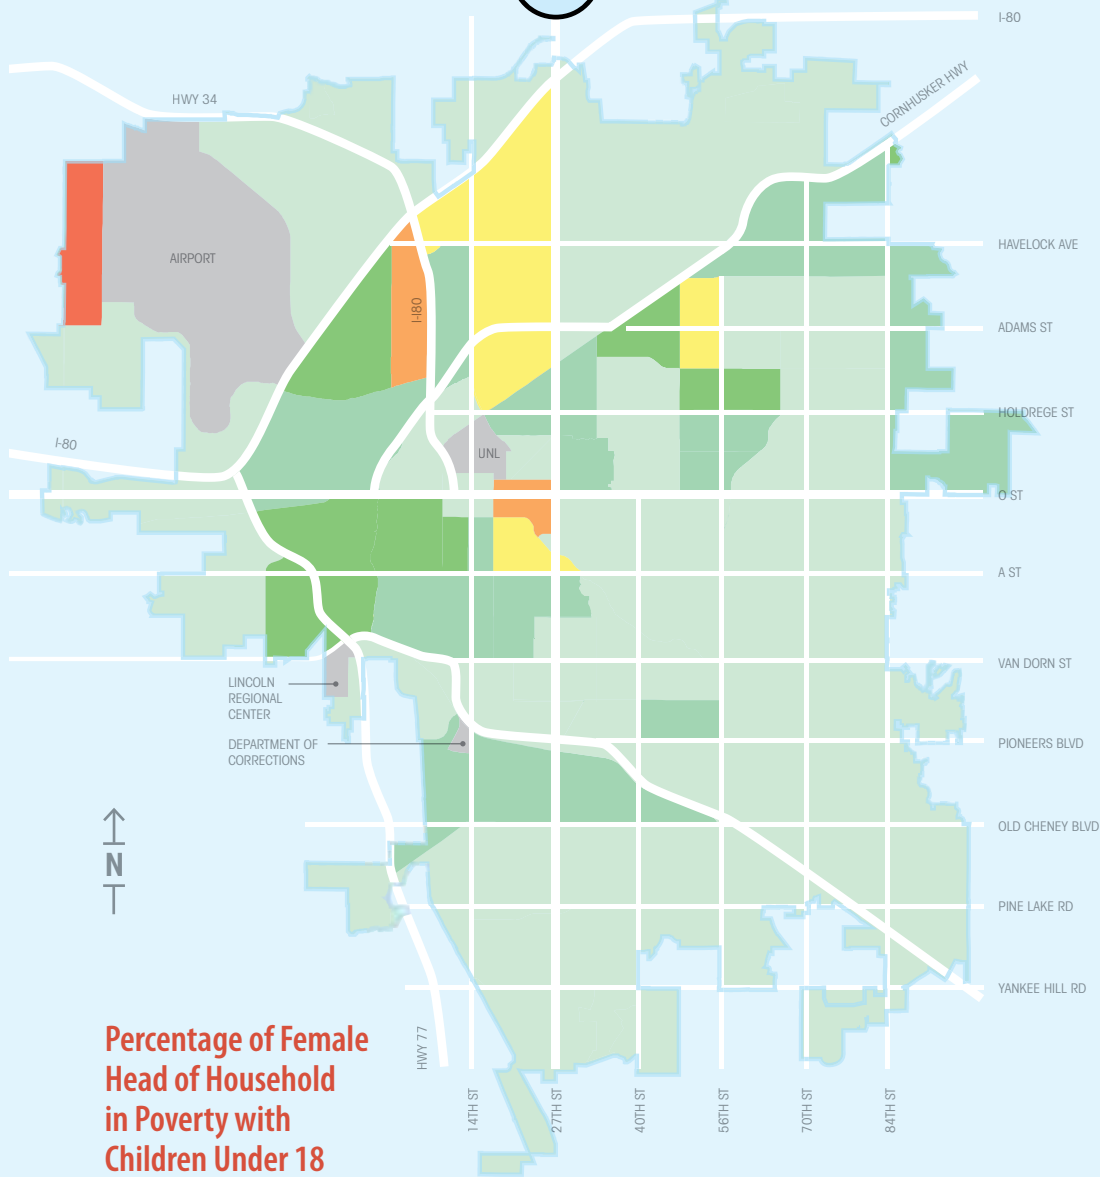 I-80
HWY 34
CORNHUSKER HWY
AIRPORT
HAVELOCK AVE
I-180
ADAMS ST
HOLDREGE ST
I-80
UNL
O ST
A ST
VAN DORN ST
LINCOLN
REGIONAL
CENTER
DEPARTMENT OF
CORRECTIONS
PIONEERS BLVD
OLD CHENEY BLVD
N
PINE LAKE RD
YANKEE HILL RD
HWY 77
14TH ST
27TH ST
40TH ST
56TH ST
70TH ST
84TH ST
Percentage of Female
Head of Household
in Poverty with
Children Under 18